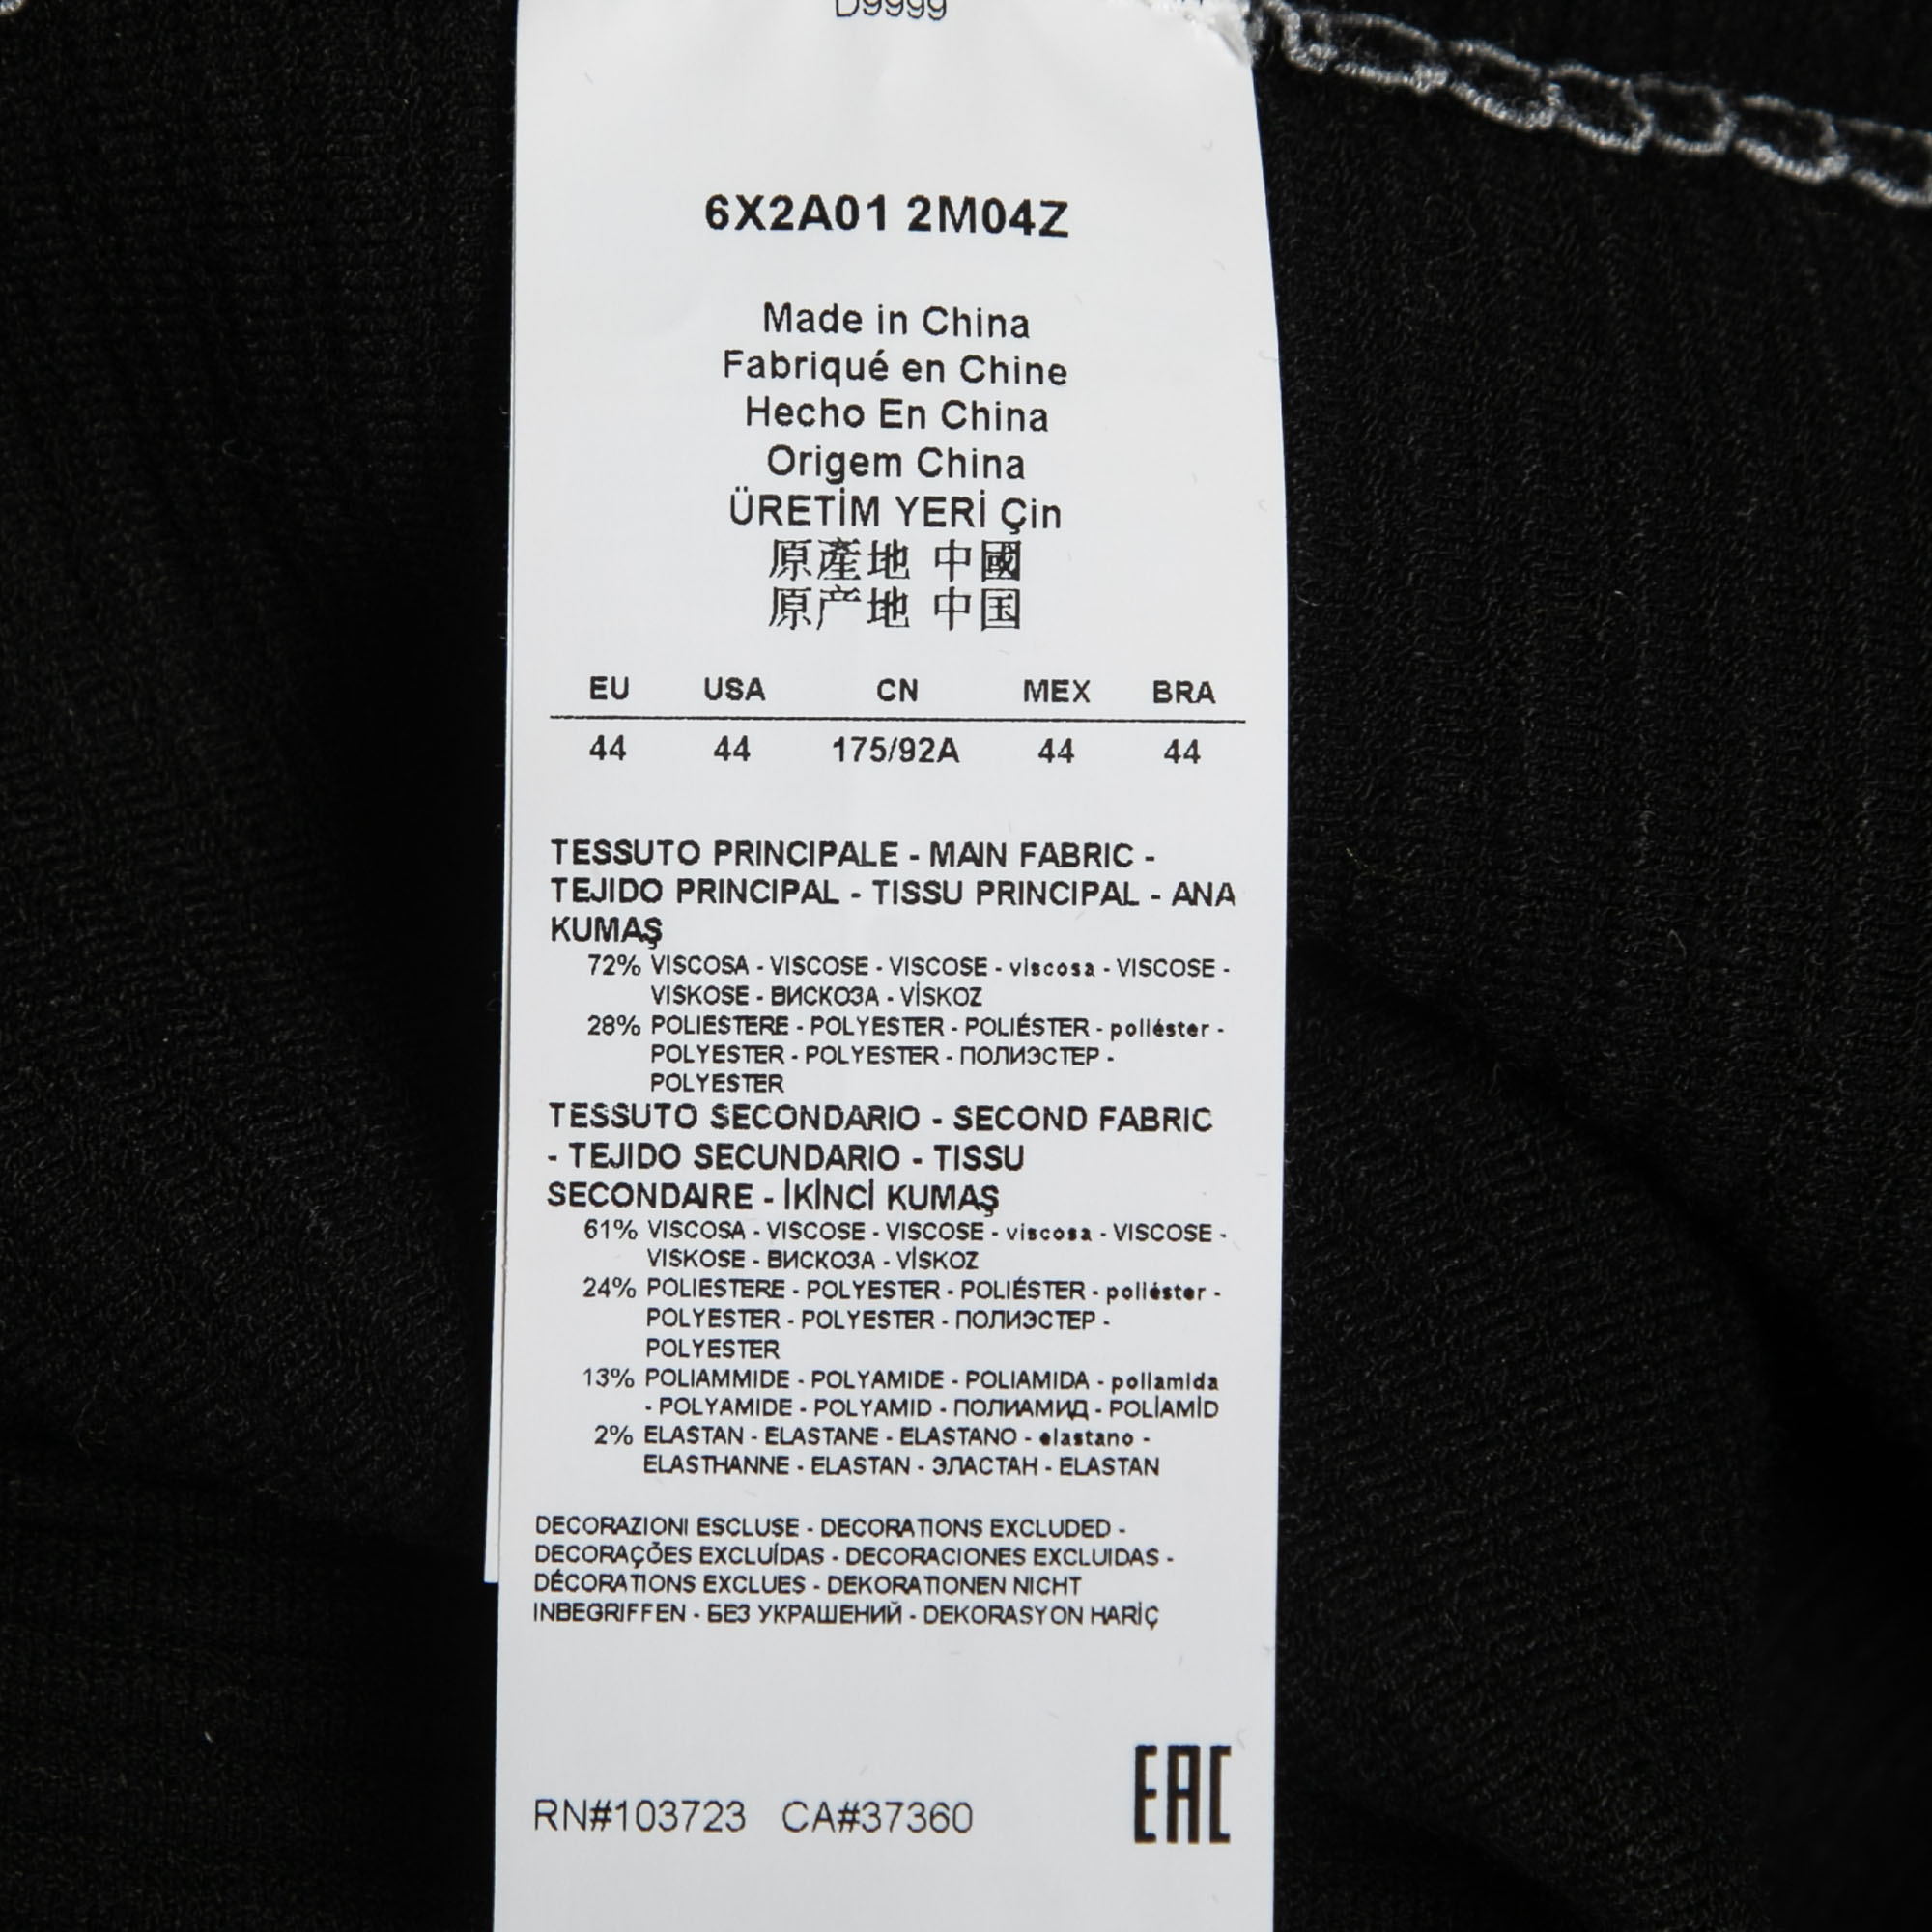 D9999
6X2A01 2M04Z
Made in China
Fabriqué en Chine
Hecho En China
Origem China
ÜRETİM YERİ Çin
原產地 中國
原产地 中国
EU USA CN MEX BRA
44 44 175/92A 44 44
TESSUTO PRINCIPALE - MAIN FABRIC -
TEJIDO PRINCIPAL - TISSU PRINCIPAL - ANA
KUMAŞ
72% VISCOSA - VISCOSE - VISCOSE - viscosa - VISCOSE -
VISKOSE - ВИСКОЗА - VİSKOZ
28% POLIESTERE - POLYESTER - POLIÉSTER - poliéster -
POLYESTER - POLYESTER - ПОЛИЭСТЕР -
POLYESTER
TESSUTO SECONDARIO - SECOND FABRIC
- TEJIDO SECUNDARIO - TISSU
SECONDAIRE - İKİNCİ KUMAŞ
61% VISCOSA - VISCOSE - VISCOSE - viscosa - VISCOSE -
VISKOSE - ВИСКОЗА - VİSKOZ
24% POLIESTERE - POLYESTER - POLIÉSTER - poliéster -
POLYESTER - POLYESTER - ПОЛИЭСТЕР -
POLYESTER
13% POLIAMMIDE - POLYAMIDE - POLIAMIDA - poliamida
- POLYAMIDE - POLYAMID - ПОЛИАМИД - POLİAMİD
2% ELASTAN - ELASTANE - ELASTANO - elastano -
ELASTHANNE - ELASTAN - ЭЛАСТАН - ELASTAN
DECORAZIONI ESCLUSE - DECORATIONS EXCLUDED -
DECORAÇÕES EXCLUÍDAS - DECORACIONES EXCLUIDAS -
DÉCORATIONS EXCLUES - DEKORATIONEN NICHT
INBEGRIFFEN - БЕЗ УКРАШЕНИЙ - DEKORASYON HARİÇ
RN#103723 CA#37360 EAC